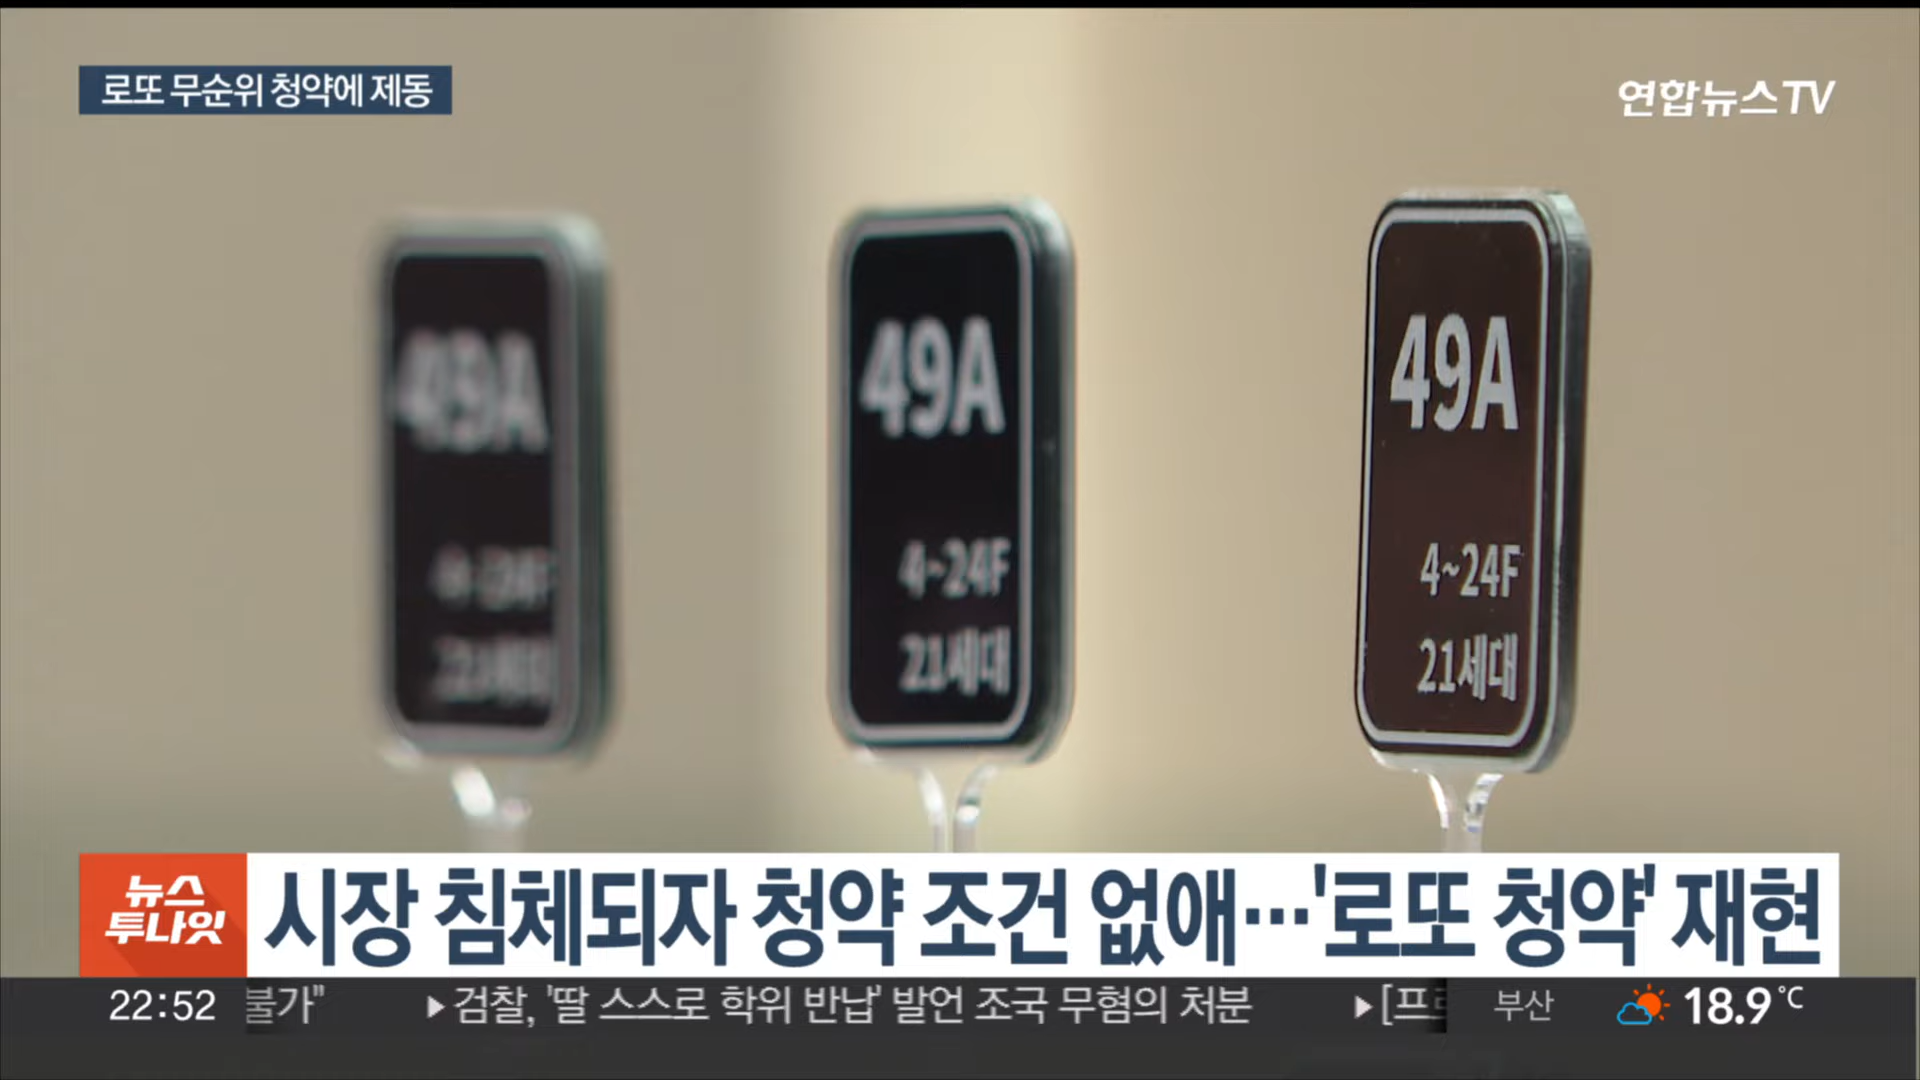 로또 무순위 청약에 제동
연합뉴스TV
49A
49A
49A
4~24F
4~24F
21세대
21세대
뉴스
투나잇
시장 침체되자 청약 조건 없애…'로또 청약' 재현
22:52 불가" ▶검찰, '딸 스스로 학위 반납' 발언 조국 무혐의 처분 ▶[프 부산 18.9℃